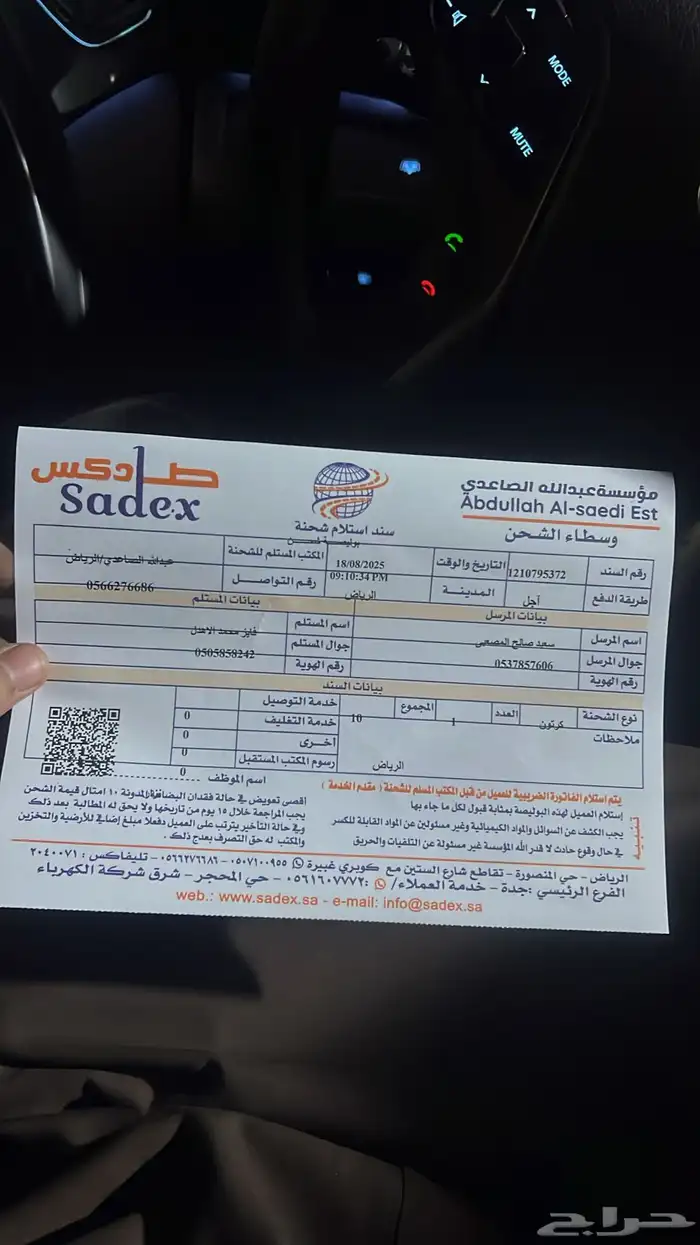 MODE
MUTE
صادكس
Sadex
سند استلام شحنة
مؤسسة عبدالله الصاعدي
Abdullah Al-saedi Est
وسطاء الشحن
رقم السند 1210795372 التاريخ والوقت 18/08/2025 09:10:34 PM المكتب المستلم للشحنة عبدالله الصاعدي/الرياض
طريقة الدفع آجل المدينة الرياض رقم التواصل 0566276686
بيانات المرسل بيانات المستلم
اسم المرسل سعيد صالح المصعبي اسم المستلم فايز محمد الاهدل
جوال المرسل 0537857606 جوال المستلم 0505858242
رقم الهوية رقم الهوية
بيانات السند
نوع الشحنة كرتون العدد 1 المجموع 10 خدمة التوصيل 0
ملاحظات الرياض خدمة التغليف 0
أخرى 0
رسوم المكتب المستقبل 0
اسم الموظف
يتم استلام الفاتورة الضريبية للعميل من قبل المكتب المسلم للشحنة ( مقدم الخدمة )
تنبيه
إستلام العميل لهذه البوليصة بمثابة قبول لكل ما جاء بها
يجب الكشف عن السوائل والمواد الكيميائية وغير مسئولين عن المواد القابلة للكسر
في حال وقوع حادث لا قدر الله المؤسسة غير مسئولة عن التلفيات والحريق
أقصى تعويض في حالة فقدان البضاعة المدونة ١٠ امثال قيمة الشحن
يجب المراجعة خلال ١٥ يوم من تاريخها ولا يحق له المطالبة بعد ذلك
وفي حالة التأخير يترتب على العميل دفع مبلغ إضافي للأرضية والتخزين
والمكتب له حق التصرف بعد ذلك .
الرياض - حي المنصورة - تقاطع شارع الستين مع كوبري غبيرة ٠٥٠٧١٠٠٩٥٥ - ٠٥٦٦٢٧٦٦٨٦ - تليفاكس : ٢٠٤٠٠٧١
الفرع الرئيسي :جدة - خدمة العملاء/ :٠٥٦١٦٠٧٧٧٢ - حي المحجر - شرق شركة الكهرباء
web.: www.sadex.sa - e-mail: info@sadex.sa
حراج